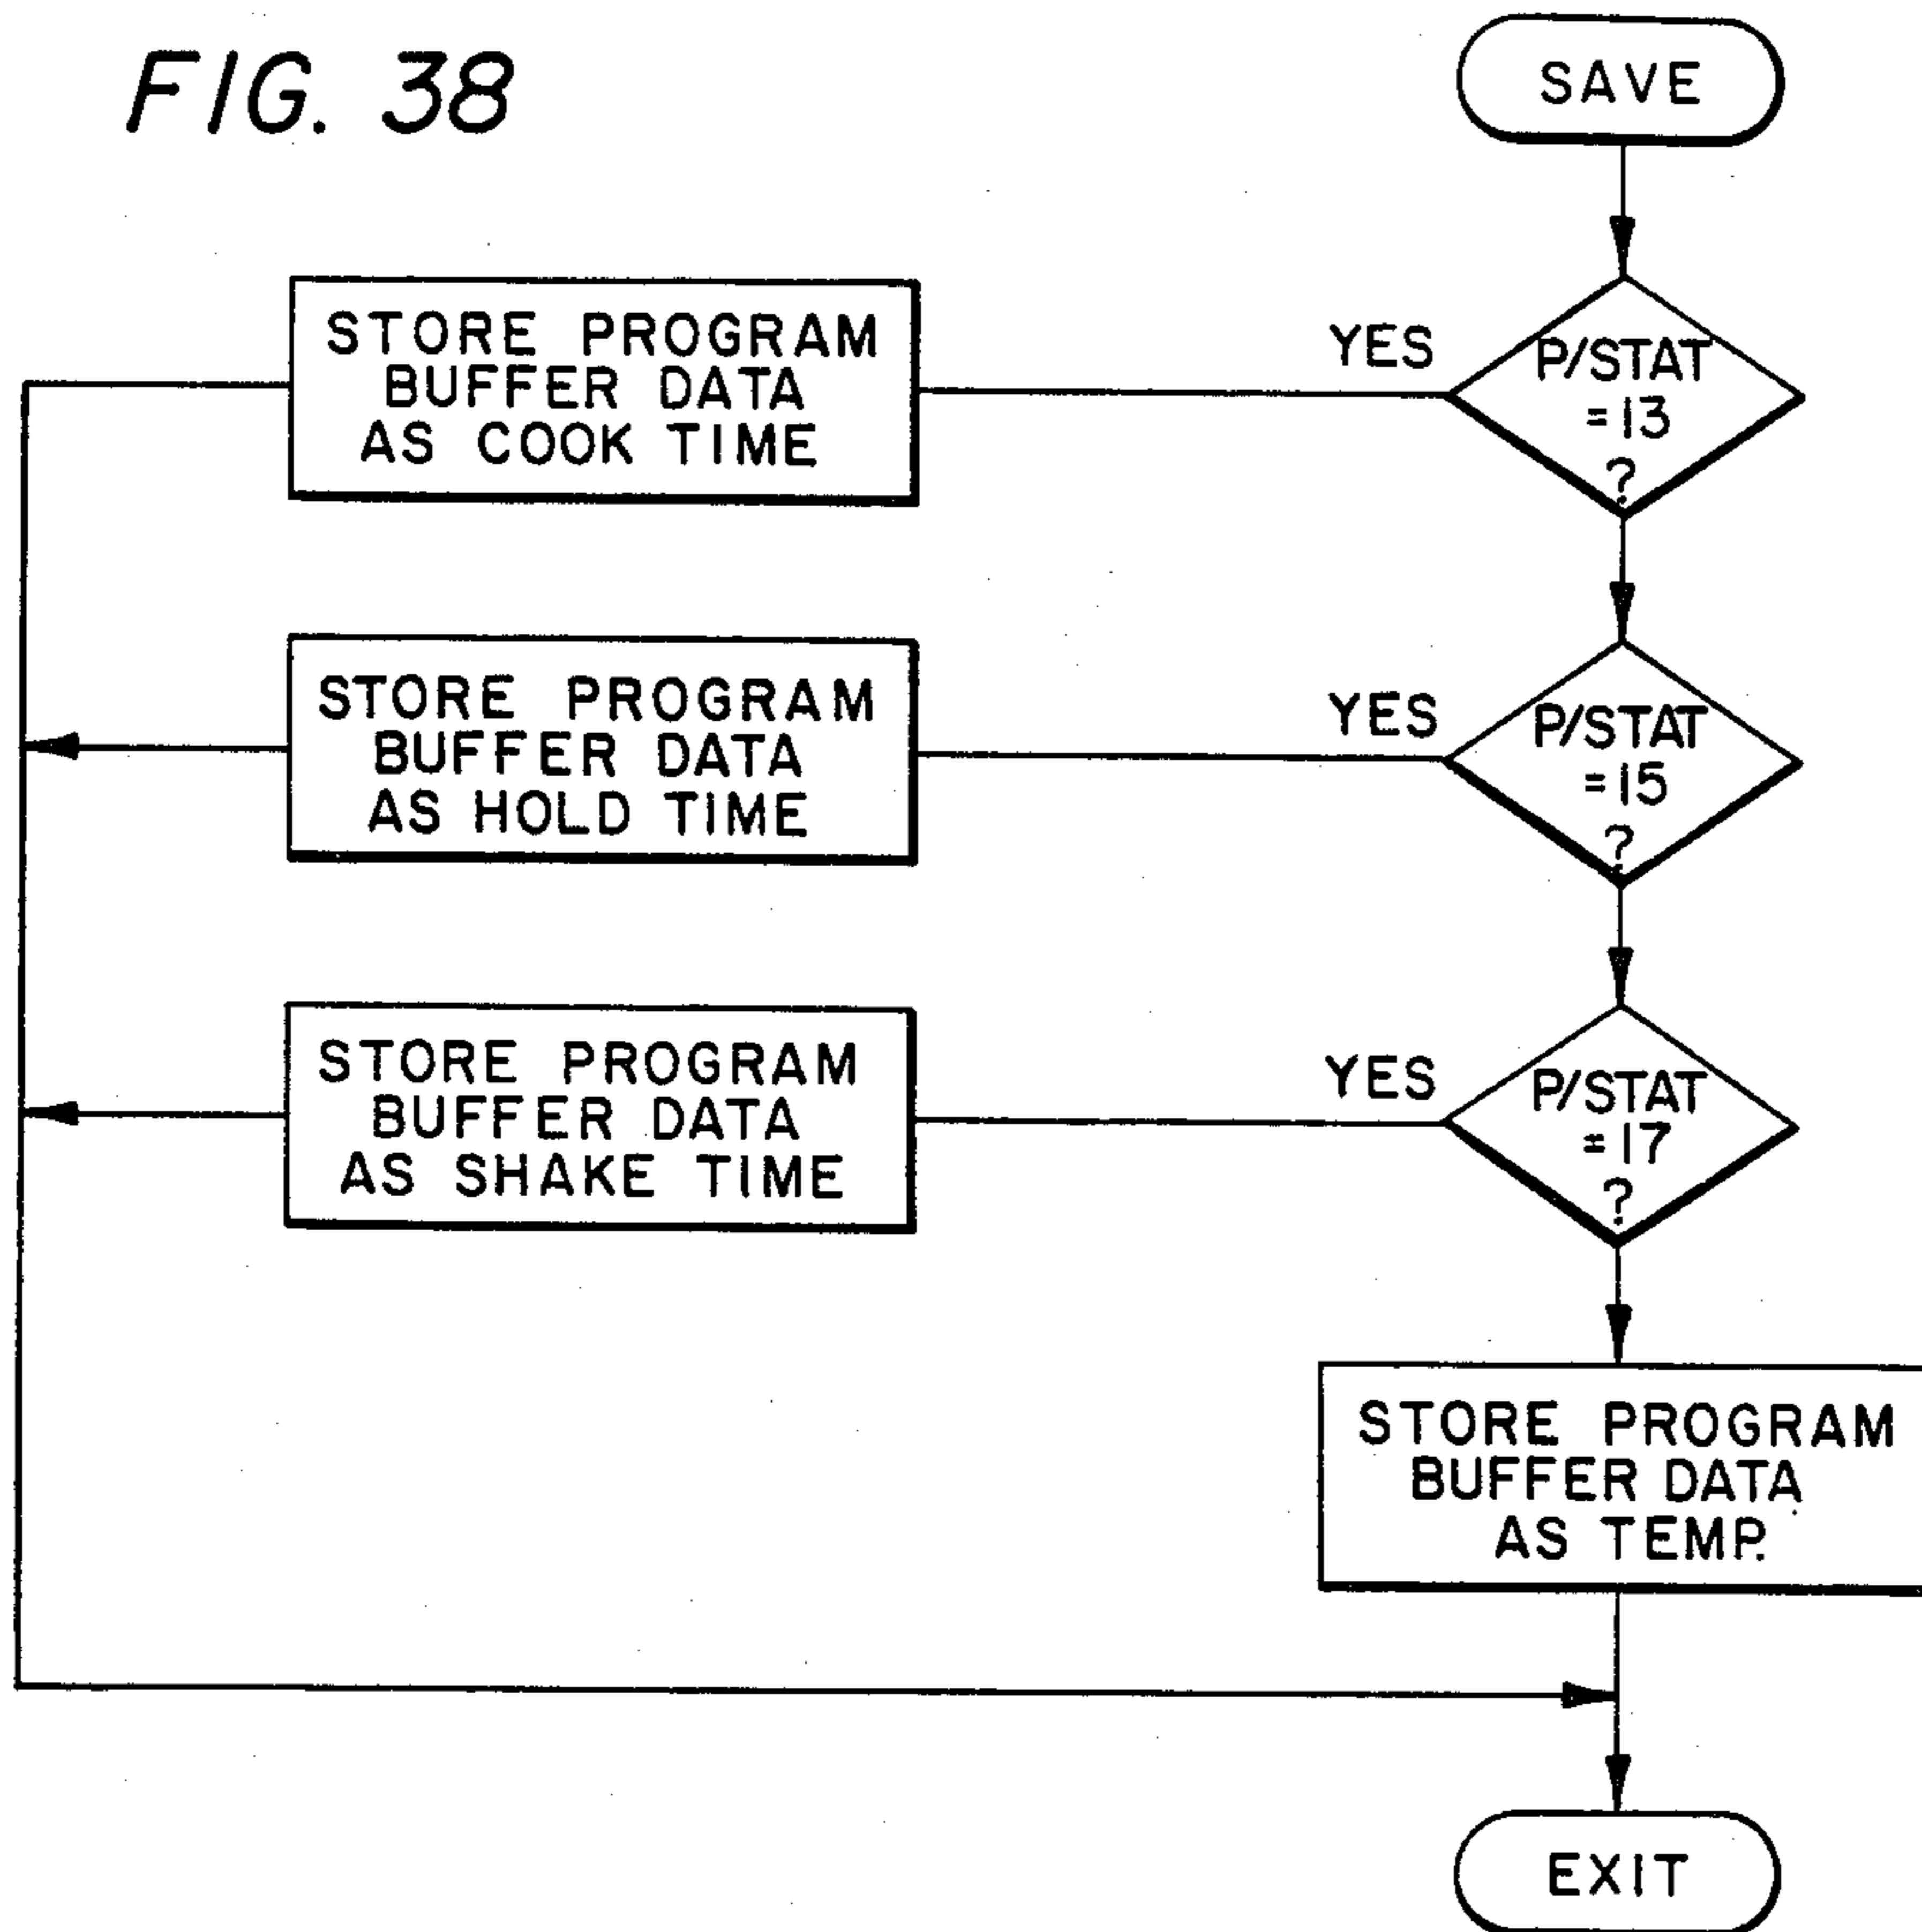 FIG. 38
SAVE
P/STAT
=13
?
YES
STORE PROGRAM
BUFFER DATA
AS COOK TIME
P/STAT
=15
?
YES
STORE PROGRAM
BUFFER DATA
AS HOLD TIME
P/STAT
=17
?
YES
STORE PROGRAM
BUFFER DATA
AS SHAKE TIME
STORE PROGRAM
BUFFER DATA
AS TEMP.
EXIT